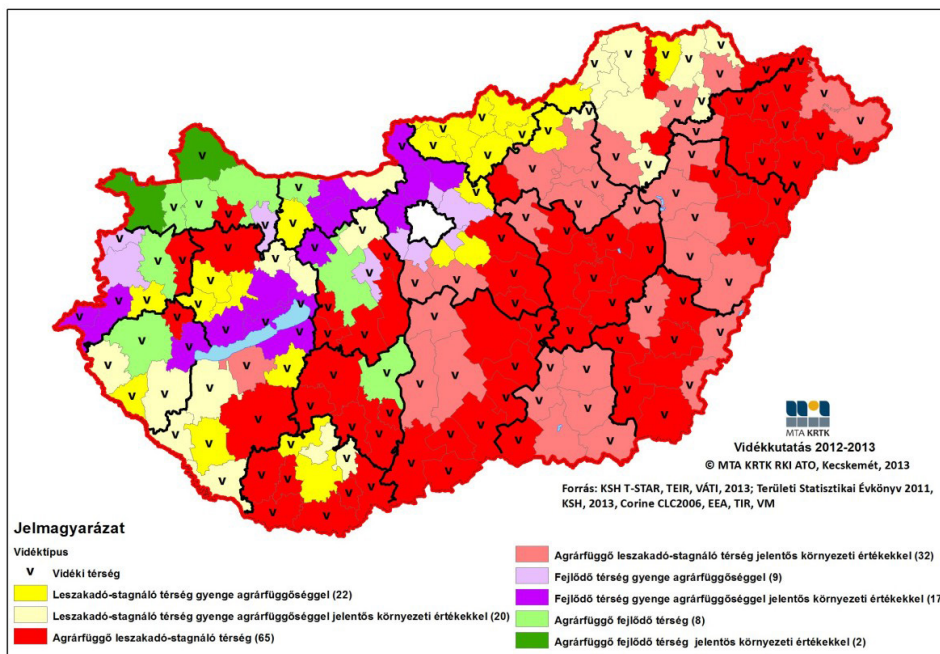 MTA KRTK
Vidékkutatás 2012-2013
© MTA KRTK RKI ATO, Kecskemét, 2013
Forrás: KSH T-STAR, TEIR, VÁTI, 2013; Területi Statisztikai Évkönyv 2011,
KSH, 2013, Corine CLC2006, EEA, TIR, VM
Jelmagyarázat
Vidéktípus
v Vidéki térség
Leszakadó-stagnáló térség gyenge agrárfüggőséggel (22)
Leszakadó-stagnáló térség gyenge agrárfüggőséggel jelentős környezeti értékekkel (20)
Agrárfüggő leszakadó-stagnáló térség (65)
Agrárfüggő leszakadó-stagnáló térség jelentős környezeti értékekkel (32)
Fejlődő térség gyenge agrárfüggőséggel (9)
Fejlődő térség gyenge agrárfüggőséggel jelentős környezeti értékekkel (17
Agrárfüggő fejlődő térség (8)
Agrárfüggő fejlődő térség jelentős környezeti értékekkel (2)